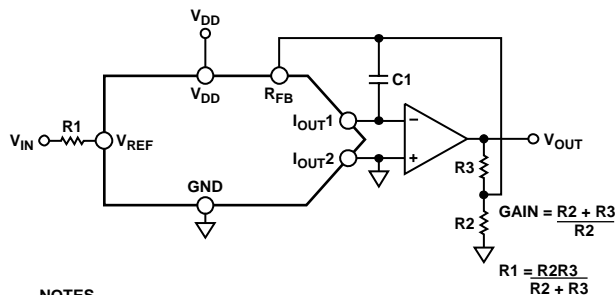 VDD
VDD
RFB
C1
VIN
R1
VREF
IOUT1
IOUT2
GND
−
+
VOUT
R3
R2
GAIN = R2 + R3
R2
R1 = R2R3
R2 + R3
NOTES